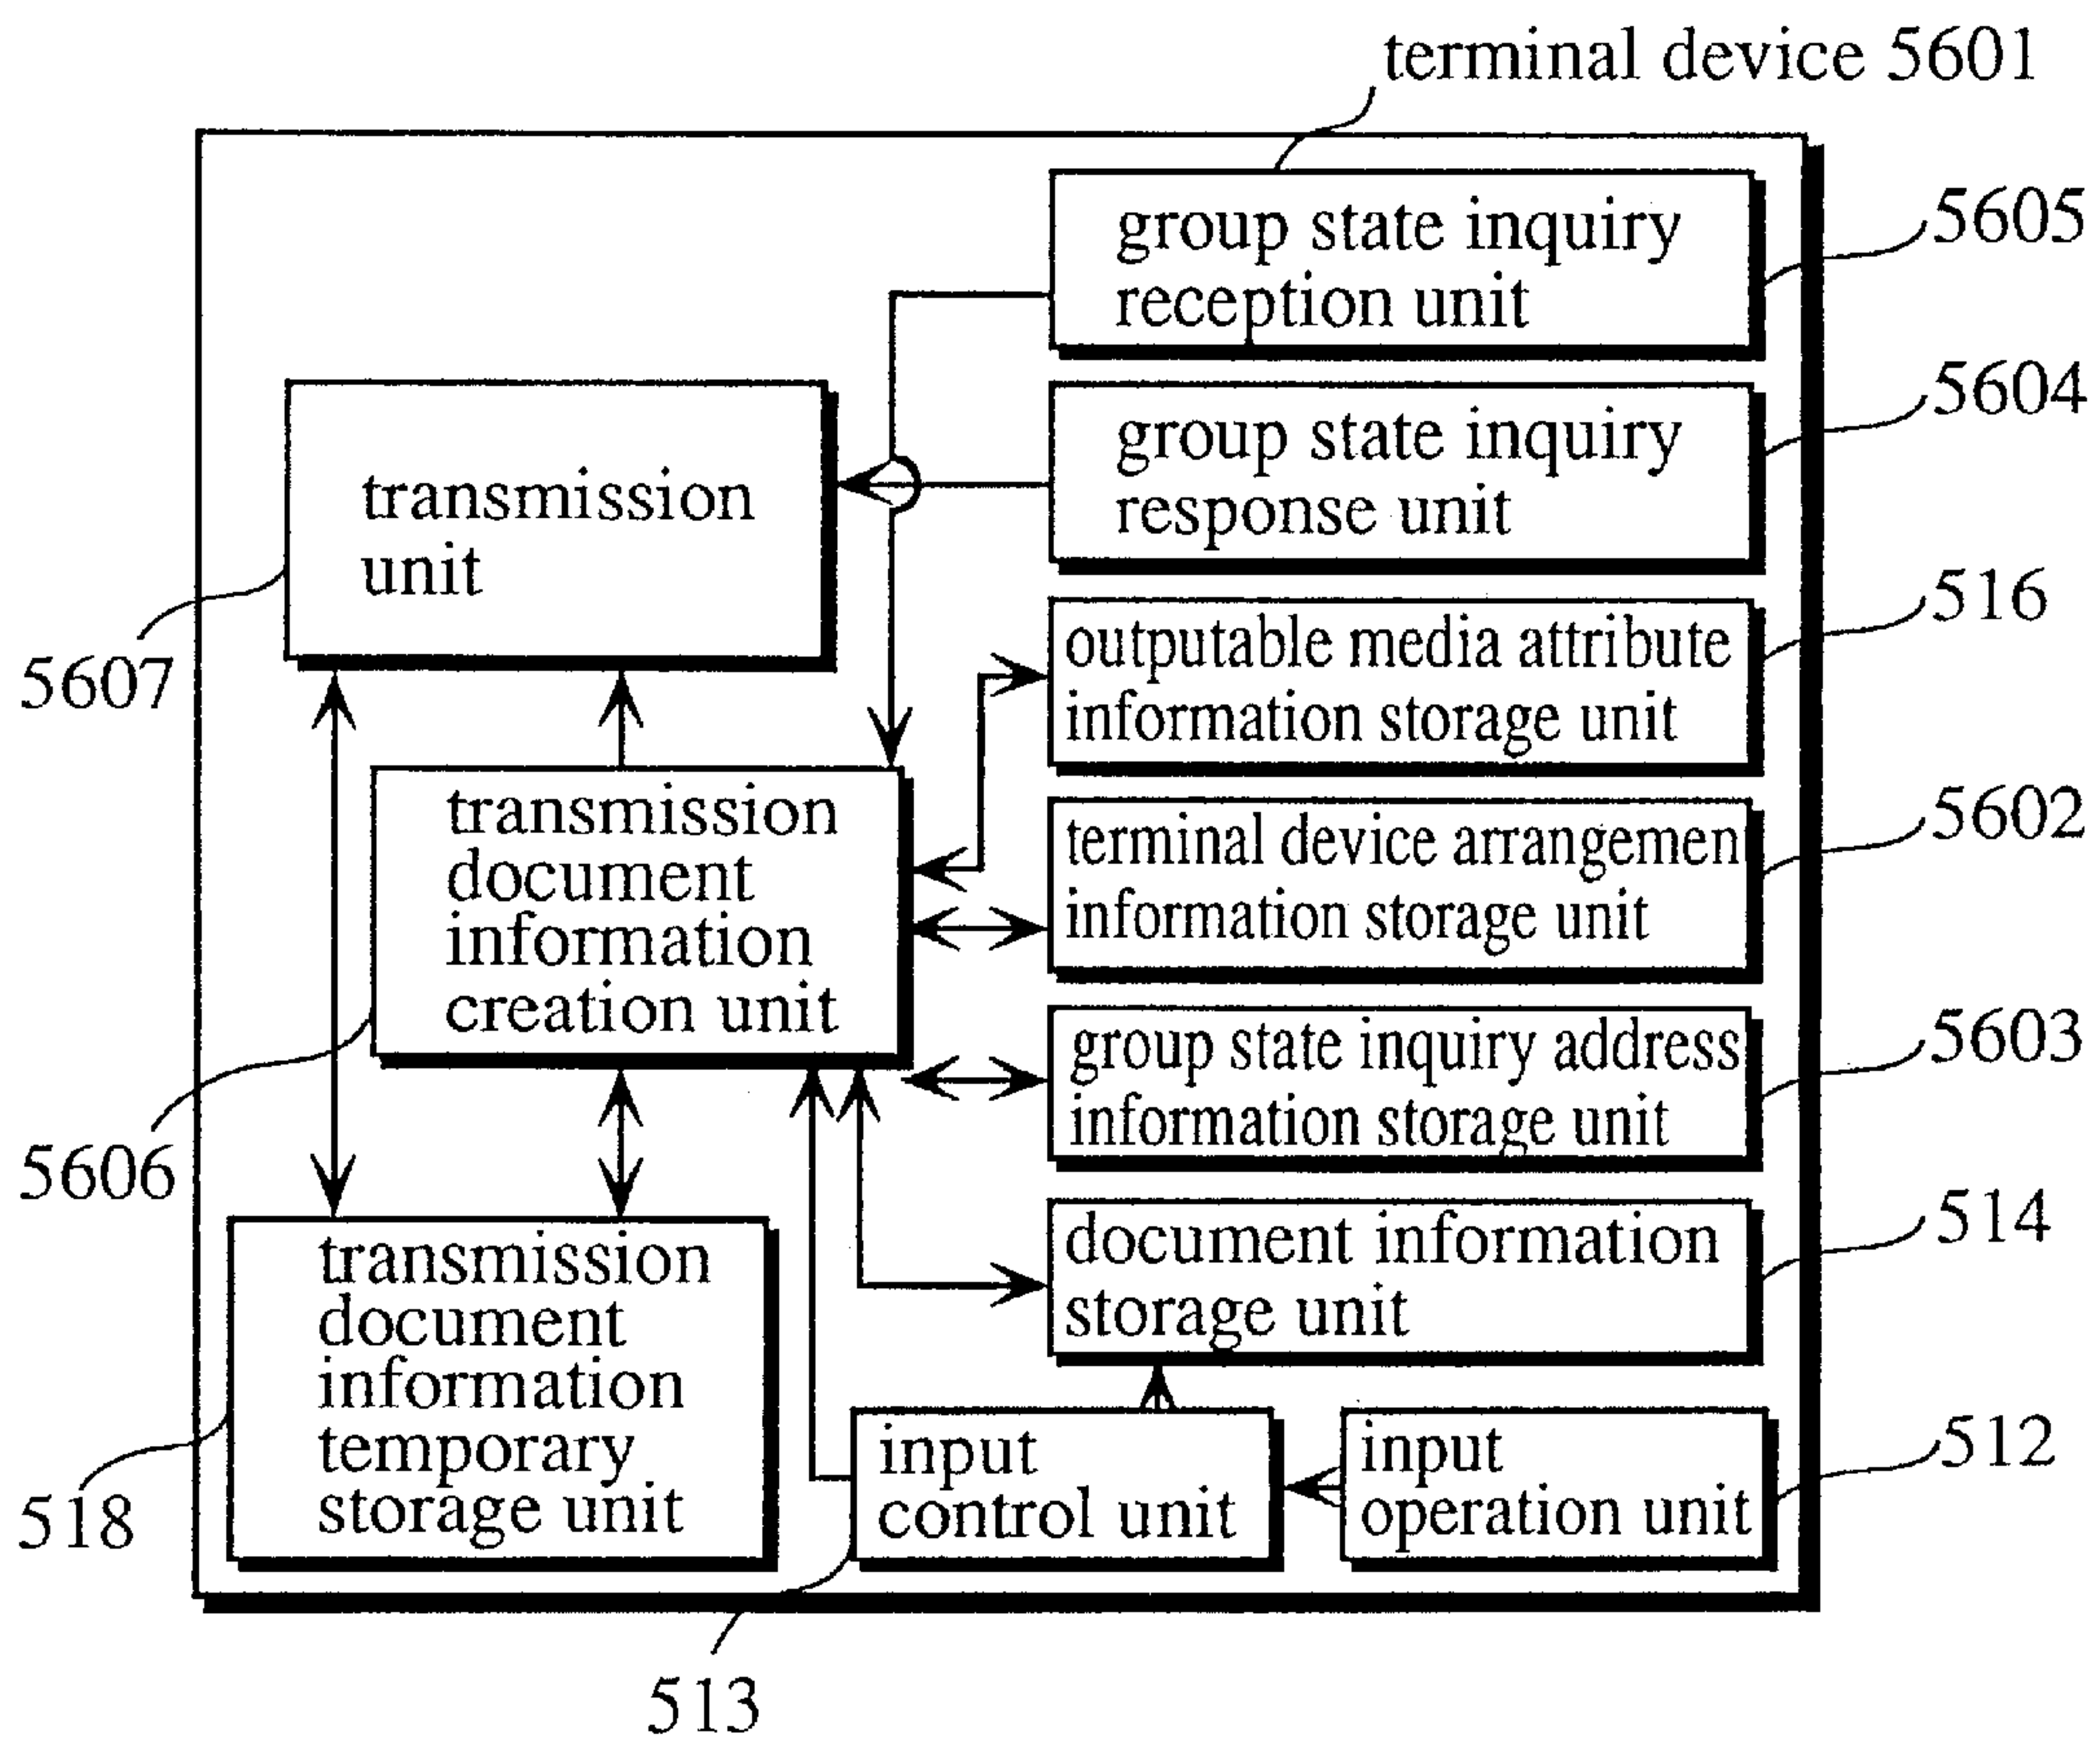 terminal device 5601
group state inquiry
reception unit
5605
group state inquiry
response unit
5604
transmission
unit
5607
outputable media attribute
information storage unit
516
transmission
document
information
creation unit
5606
terminal device arrangemen
information storage unit
5602
group state inquiry address
information storage unit
5603
document information
storage unit
514
transmission
document
information
temporary
storage unit
518
input
control unit
513
input
operation unit
512